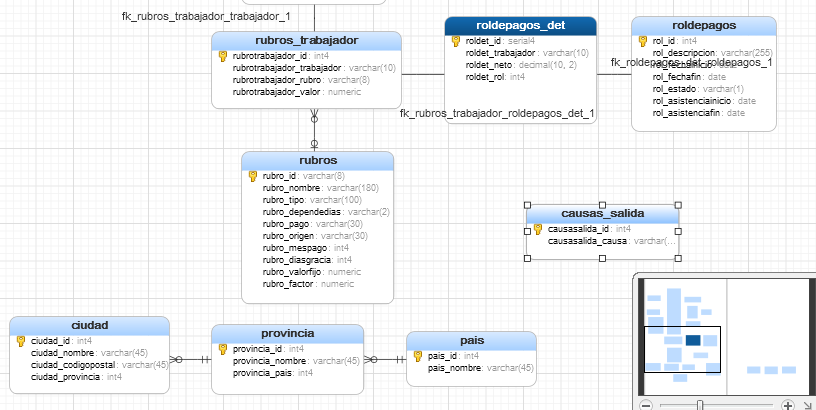 fk_rubros_trabajador_trabajador_1
rubros_trabajador
rubrotrabajador_id : int4
rubrotrabajador_trabajador : varchar(10)
rubrotrabajador_rubro : varchar(8)
rubrotrabajador_valor : numeric
roldepagos_det
roldet_id : serial4
roldet_trabajador : varchar(10)
roldet_neto : decimal(10, 2)
roldet_rol : int4
roldepagos
rol_id : int4
rol_descripcion : varchar(255)
rol_fechafin : date
rol_estado : varchar(1)
rol_asistenciainicio : date
rol_asistenciafin : date
fk_roldepagos_det_roldepagos_1
fk_rubros_trabajador_roldepagos_det_1
rubros
rubro_id : varchar(8)
rubro_nombre : varchar(180)
rubro_tipo : varchar(100)
rubro_dependedias : varchar(2)
rubro_pago : varchar(30)
rubro_origen : varchar(30)
rubro_mespago : int4
rubro_diasgracia : int4
rubro_valorfijo : numeric
rubro_factor : numeric
causas_salida
causasalida_id : int4
causasalida_causa : varchar(...
ciudad
ciudad_id : int4
ciudad_nombre : varchar(45)
ciudad_codigopostal : varchar(45)
ciudad_provincia : int4
provincia
provincia_id : int4
provincia_nombre : varchar(45)
provincia_pais : int4
pais
pais_id : int4
pais_nombre : varchar(45)